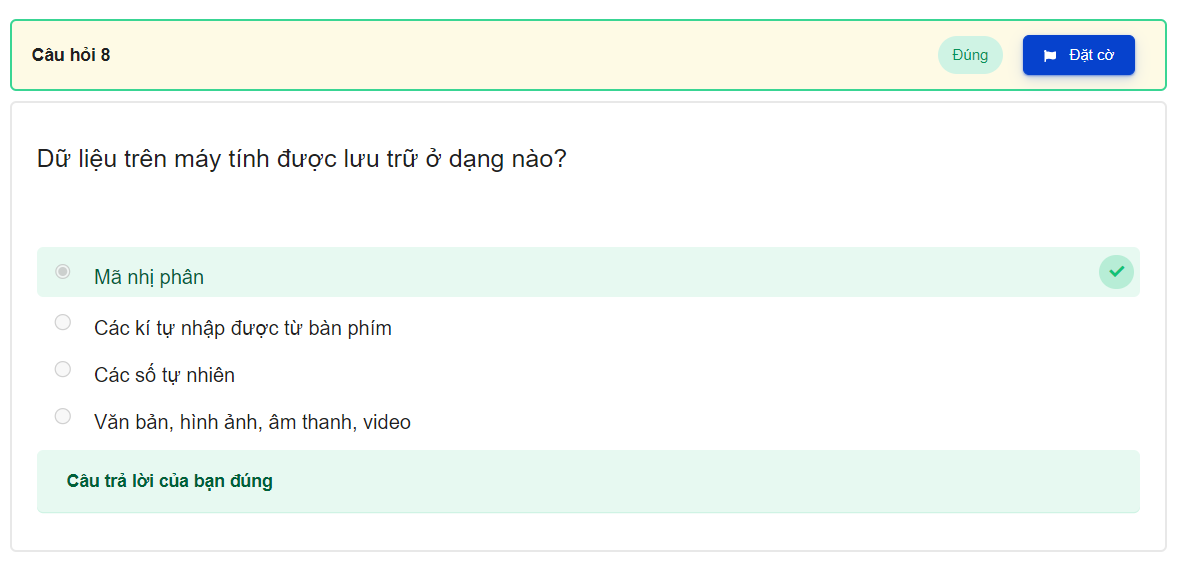 Câu hỏi 8
Đúng
Đặt cờ
Dữ liệu trên máy tính được lưu trữ ở dạng nào?
Mã nhị phân
Các kí tự nhập được từ bàn phím
Các số tự nhiên
Văn bản, hình ảnh, âm thanh, video
Câu trả lời của bạn đúng